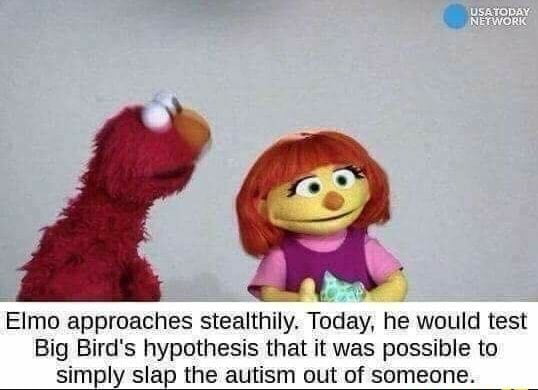 USA TODAY
NETWORK
Elmo approaches stealthily. Today, he would test
Big Bird's hypothesis that it was possible to
simply slap the autism out of someone.